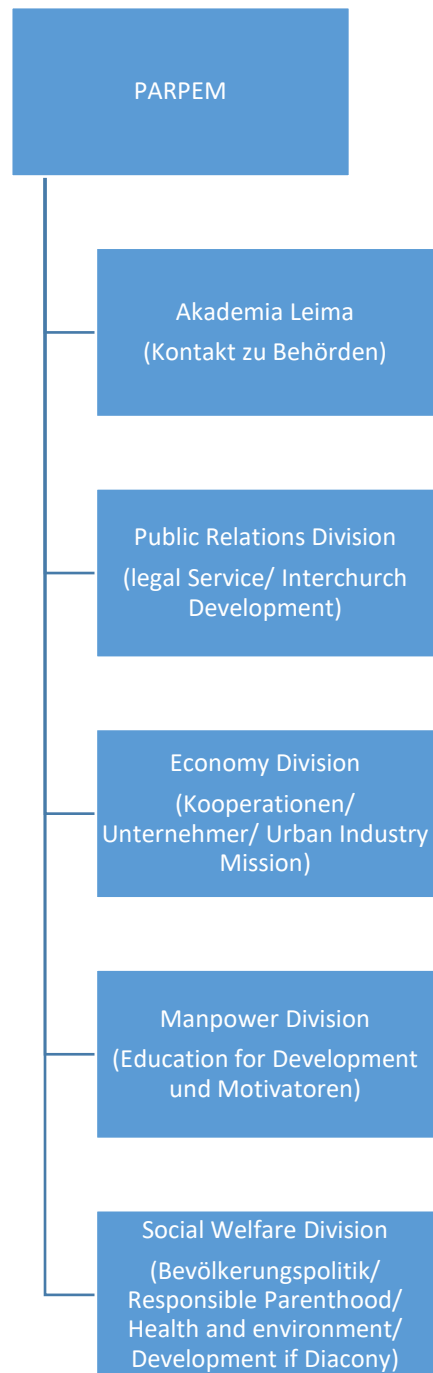 PARPEM
Akademia Leima
(Kontakt zu Behörden)
Public Relations Division
(legal Service/ Interchurch
Development)
Economy Division
(Kooperationen/
Unternehmer/ Urban Industry
Mission)
Manpower Division
(Education for Development
und Motivatoren)
Social Welfare Division
(Bevölkerungspolitik/
Responsible Parenthood/
Health and environment/
Development if Diacony)